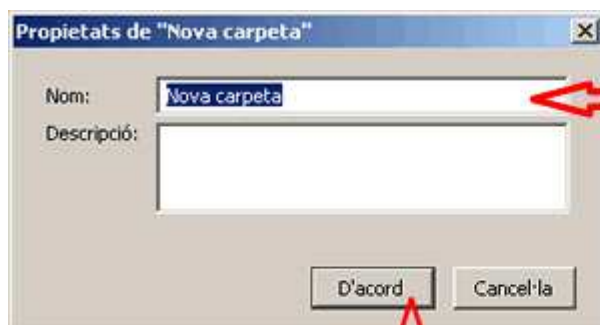 Propietats de "Nova carpeta"
Nom:
Nova carpeta
Descripció:
D'acord
Cancel·la